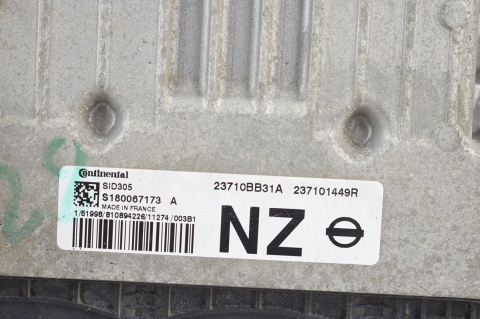 Continental
SID305
S180067173 A
MADE IN FRANCE
1/51998/810894226/11274/003B1
23710BB31A 237101449R
NZ